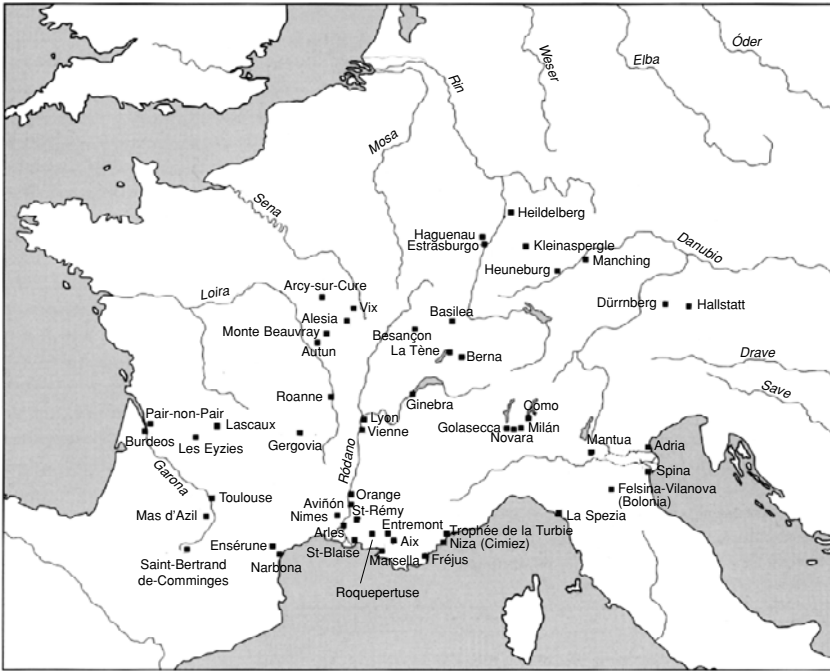 Óder
Weser
Elba
Rin
Mosa
Sena
Heildelberg
Haguenau
Estrasburgo
Kleinaspergle
Danubio
Manching
Heuneburg
Arcy-sur-Cure
Loira
Vix
Alesia
Basilea
Dürrnberg
Hallstatt
Monte Beauvray
Besançon
Autun
La Tène
Berna
Drave
Save
Roanne
Ginebra
Como
Pair-non-Pair
Lascaux
Lyon
Burdeos
Les Eyzies
Gergovia
Vienne
Golasecca
Milán
Novara
Mantua
Adria
Garona
Ródano
Spina
Toulouse
Orange
Felsina-Vilanova
(Bolonia)
Mas d'Azil
Aviñón
St-Rémy
Nimes
Entremont
Trophée de la Turbie
La Spezia
Arles
Aix
Niza (Cimiez)
Ensérune
St-Blaise
Saint-Bertrand
de-Comminges
Narbona
Marsella
Fréjus
Roquepertuse